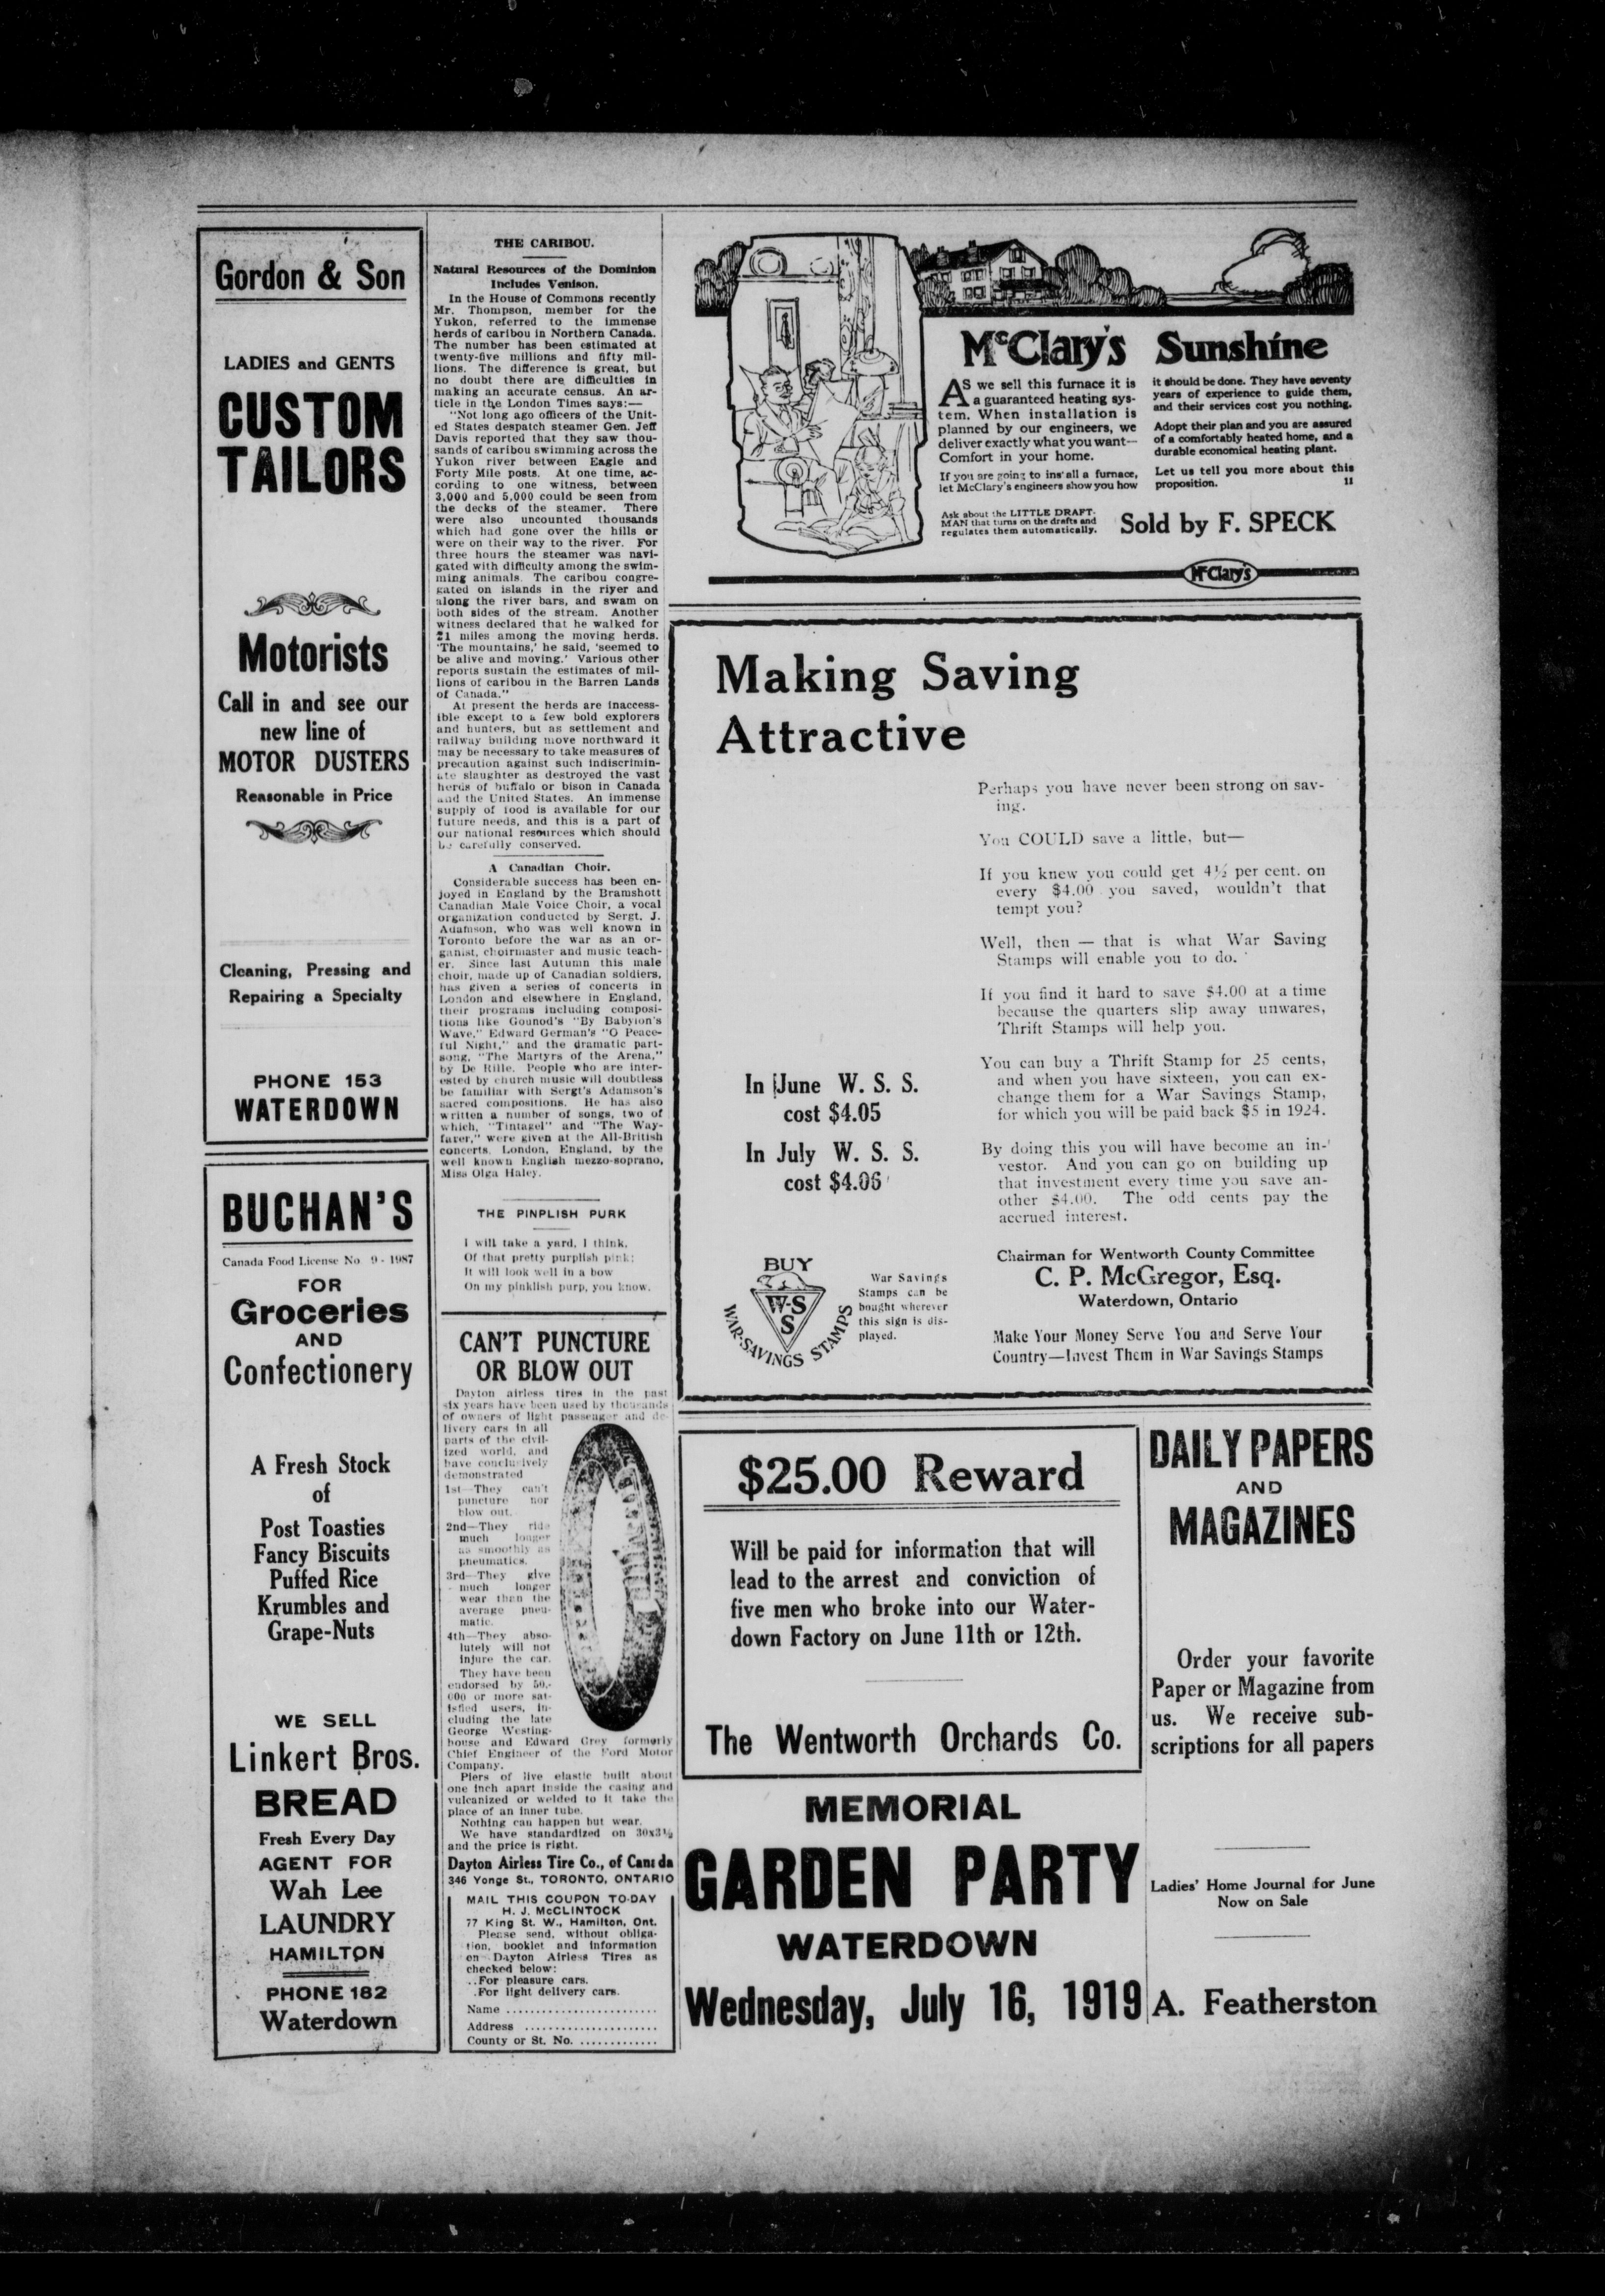 Gordon & Son
LADIES and GENTS
CUSTOM
TAILORS
Motorists
Call in and see our
new line of
MOTOR DUSTERS
Reasonable in Price
Cleaning, Pressing and
Repairing a Specialty
PHONE 153
WATERDOWN
BUCHAN'S
Canada Food License No 9 - 1987
FOR
Groceries
AND
Confectionery
A Fresh Stock
of
Post Toasties
Fancy Biscuits
Puffed Rice
Krumbles and
Grape-Nuts
WE SELL
Linkert Bros.
BREAD
Fresh Every Day
AGENT FOR
Wah Lee
LAUNDRY
HAMILTON
PHONE 182
Waterdown
THE CARIBOU.
Natural Resources of the Dominion
Includes Venison.
In the House of Commons recently
Mr. Thompson, member for the
Yukon, referred to the immense
herds of caribou in Northern Canada.
The number has been estimated at
twenty-five millions and fifty mil-
lions. The difference is great, but
no doubt there are difficulties in
making an accurate census. An ar-
ticle in the London Times says:—
"Not long ago officers of the Unit-
ed States despatch steamer Gen. Jeff
Davis reported that they saw thou-
sands of caribou swimming across the
Yukon river between Eagle and
Forty Mile posts. At one time, ac-
cording to one witness, between
3,000 and 5,000 could be seen from
the decks of the steamer. There
were also uncounted thousands
which had gone over the hills or
were on their way to the river. For
three hours the steamer was navi-
gated with difficulty among the swim-
ming animals. The caribou congre-
gated on islands in the river and
along the river bars, and swam on
both sides of the stream. Another
witness declared that he walked for
21 miles among the moving herds.
'The mountains,' he said, 'seemed to
be alive and moving.' Various other
reports sustain the estimates of mil-
lions of caribou in the Barren Lands
of Canada."
At present the herds are inaccess-
ible except to a few bold explorers
and hunters, but as settlement and
railway building move northward it
may be necessary to take measures of
precaution against such indiscrimin-
ate slaughter as destroyed the vast
herds of buffalo or bison in Canada
and the United States. An immense
supply of food is available for our
future needs, and this is a part of
our national resources which should
be carefully conserved.
A Canadian Choir.
Considerable success has been en-
joyed in England by the Bramshott
Canadian Male Voice Choir, a vocal
organization conducted by Sergt. J.
Adamson, who was well known in
Toronto before the war as an or-
ganist, choirmaster and music teach-
er. Since last Autumn this male
choir, made up of Canadian soldiers,
has given a series of concerts in
London and elsewhere in England,
their programs including composi-
tions like Gounod's "By Babylon's
Wave," Edward German's "O Peace-
ful Night," and the dramatic part-
song, "The Martyrs of the Arena,"
by De Rille. People who are inter-
ested by church music will doubtless
be familiar with Sergt's Adamson's
sacred compositions. He has also
written a number of songs, two of
which, "Tintagel" and "The Way-
farer," were given at the All-British
concerts, London, England, by the
well known English mezzo-soprano,
Miss Olga Haley.
THE PINPLISH PURK
I will take a yard, I think,
Of that pretty purplish pink;
It will look well in a bow
On my pinklish purp, you know.
CAN'T PUNCTURE
OR BLOW OUT
Dayton airless tires in the past
six years have been used by thousands
of owners of light passenger and de-
livery cars in all
parts of the civil-
ized world, and
have conclusively
demonstrated
1st—They can't
puncture nor
blow out.
2nd—They ride
much longer
as smoothly as
pneumatics.
3rd—They give
much longer
wear than the
average pneu-
matic.
4th—They abso-
lutely will not
injure the car.
They have been
endorsed by 50,-
000 or more sat-
isfied users, in-
cluding the late
George Westing-
house and Edward Grey formerly
Chief Engineer of the Ford Motor
Company.
Piers of live elastic built about
one inch apart inside the casing and
vulcanized or welded to it take the
place of an inner tube.
Nothing can happen but wear.
We have standardized on 30x3½
and the price is right.
Dayton Airless Tire Co., of Canada
346 Yonge St., TORONTO, ONTARIO
MAIL THIS COUPON TO-DAY
H. J. McCLINTOCK
77 King St. W., Hamilton, Ont.
Please send, without obliga-
tion, booklet and information
on Dayton Airless Tires as
checked below:
..For pleasure cars.
.For light delivery cars.
Name ........................
Address ......................
County or St. No. .............
McClary's Sunshine
AS we sell this furnace it is
a guaranteed heating sys-
tem. When installation is
planned by our engineers, we
deliver exactly what you want—
Comfort in your home.
If you are going to install a furnace,
let McClary's engineers show you how
it should be done. They have seventy
years of experience to guide them,
and their services cost you nothing.
Adopt their plan and you are assured
of a comfortably heated home, and a
durable economical heating plant.
Let us tell you more about this
proposition. 11
Ask about the LITTLE DRAFT-
MAN that turns on the drafts and
regulates them automatically.
Sold by F. SPECK
McClary's
Making Saving
Attractive
Perhaps you have never been strong on sav-
ing.
You COULD save a little, but—
If you knew you could get 4½ per cent. on
every $4.00 you saved, wouldn't that
tempt you?
Well, then — that is what War Saving
Stamps will enable you to do.
If you find it hard to save $4.00 at a time
because the quarters slip away unwares,
Thrift Stamps will help you.
You can buy a Thrift Stamp for 25 cents,
and when you have sixteen, you can ex-
change them for a War Savings Stamp,
for which you will be paid back $5 in 1924.
By doing this you will have become an in-
vestor. And you can go on building up
that investment every time you save an-
other $4.00. The odd cents pay the
accrued interest.
In June W. S. S.
cost $4.05
In July W. S. S.
cost $4.06
BUY
W-S
S
WAR-SAVINGS STAMPS
War Savings
Stamps can be
bought wherever
this sign is dis-
played.
Chairman for Wentworth County Committee
C. P. McGregor, Esq.
Waterdown, Ontario
Make Your Money Serve You and Serve Your
Country—Invest Them in War Savings Stamps
$25.00 Reward
Will be paid for information that will
lead to the arrest and conviction of
five men who broke into our Water-
down Factory on June 11th or 12th.
The Wentworth Orchards Co.
MEMORIAL
GARDEN PARTY
WATERDOWN
Wednesday, July 16, 1919
DAILY PAPERS
AND
MAGAZINES
Order your favorite
Paper or Magazine from
us. We receive sub-
scriptions for all papers
Ladies' Home Journal for June
Now on Sale
A. Featherston